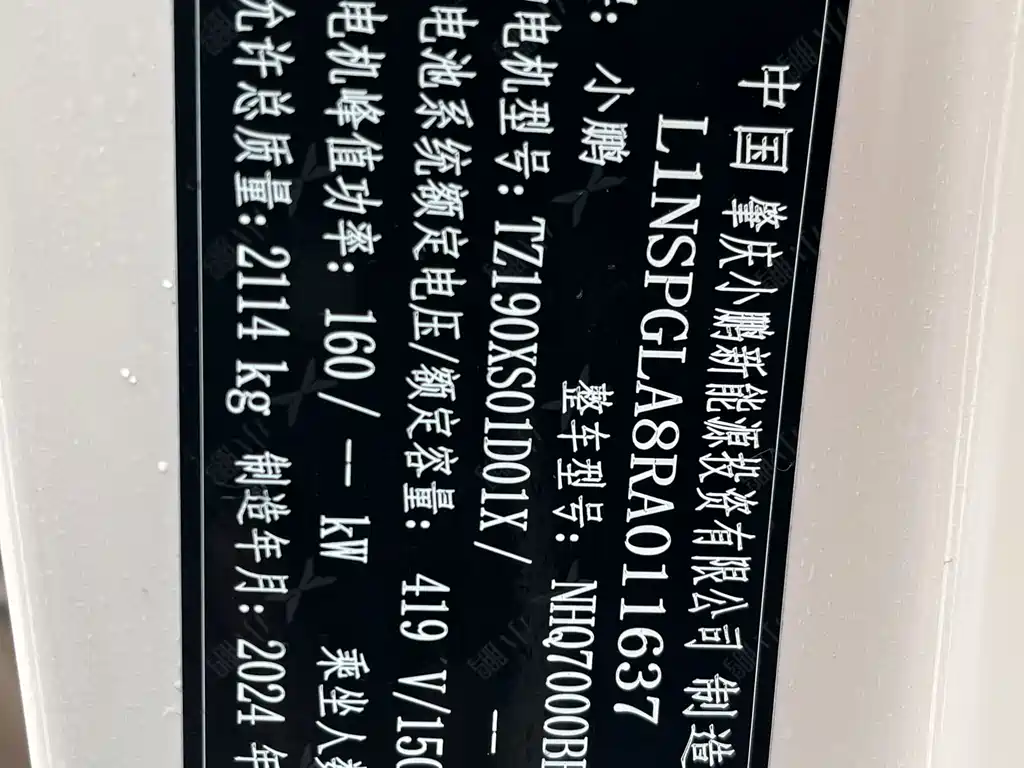 中国 肇庆小鹏新能源投资有限公司 制造
L1NSPGLA8RA011637
小鹏 整车型号: NHQ7000B
电机型号: TZ190XS01D01X/ --
电池系统额定电压/额定容量: 419 V/150
电机峰值功率: 160/ -- kW 乘坐人数
允许总质量: 2114 kg 制造年月: 2024 年